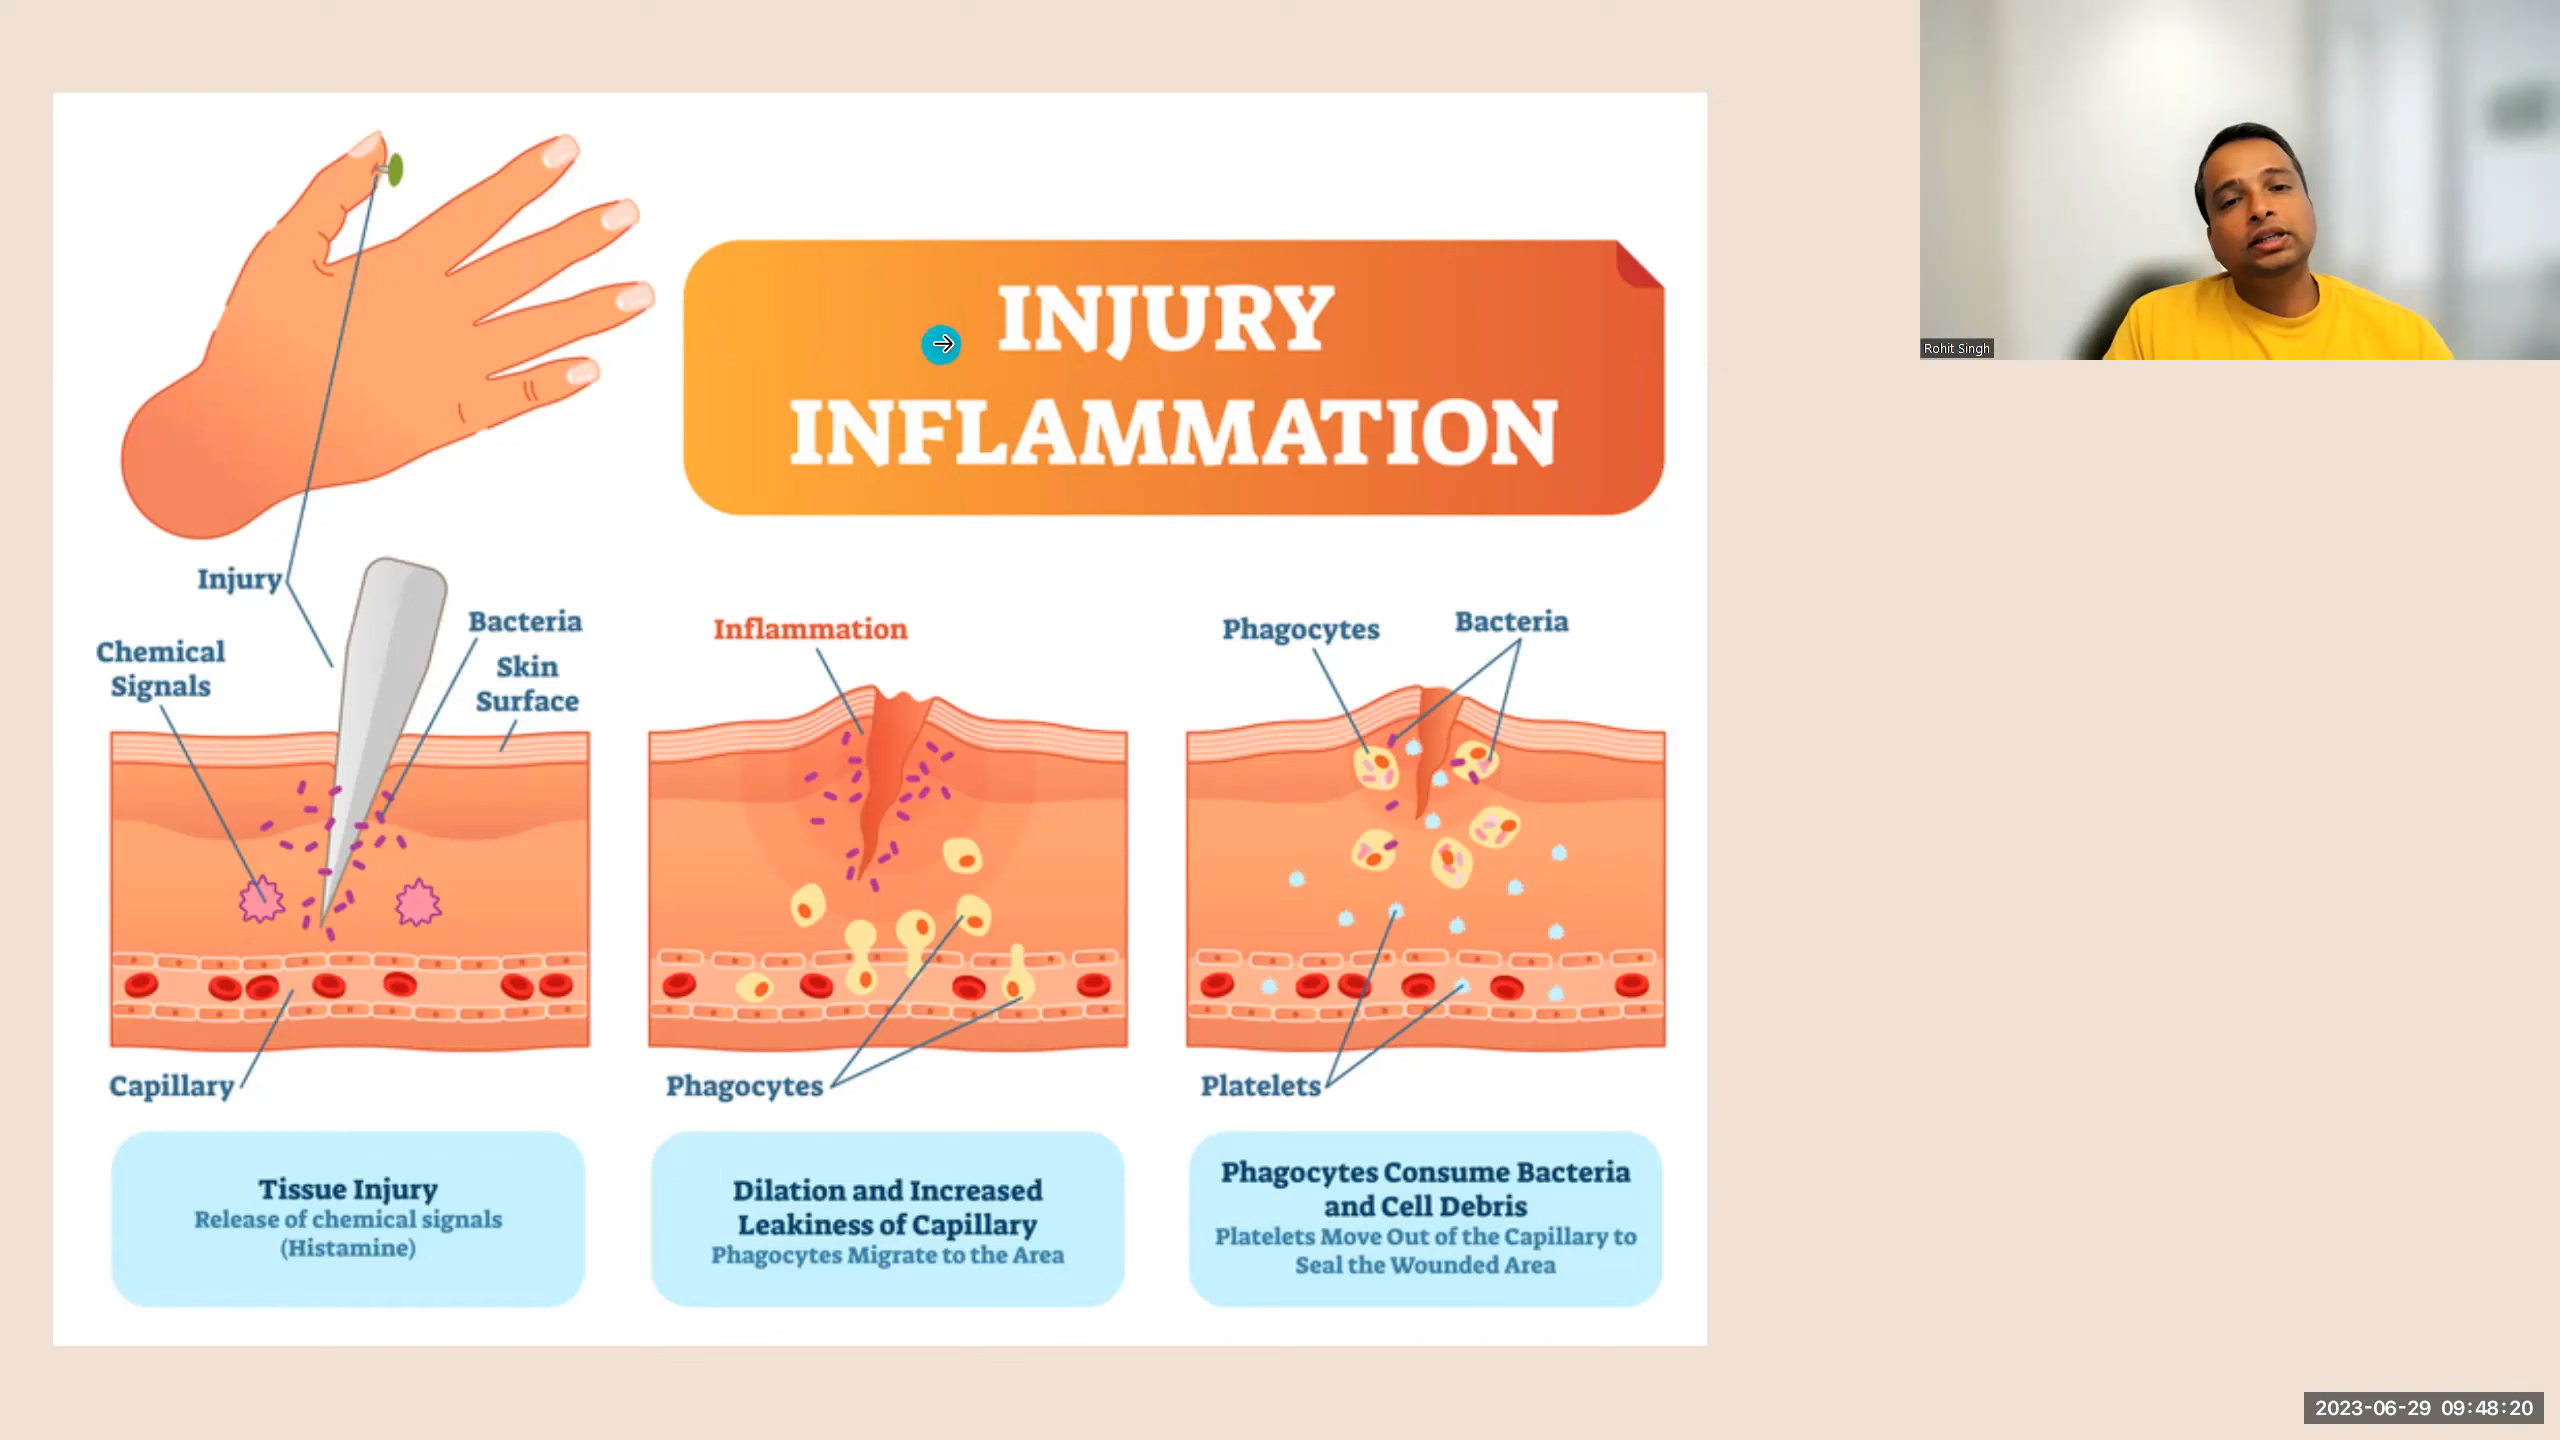 INJURY
INFLAMMATION
Injury
Chemical
Signals
Bacteria
Skin
Surface
Capillary
Inflammation
Phagocytes
Phagocytes
Bacteria
Platelets
Tissue Injury
Release of chemical signals
(Histamine)
Dilation and Increased
Leakiness of Capillary
Phagocytes Migrate to the Area
Phagocytes Consume Bacteria
and Cell Debris
Platelets Move Out of the Capillary to
Seal the Wounded Area
Rohit Singh
2023-06-29 09:48:20